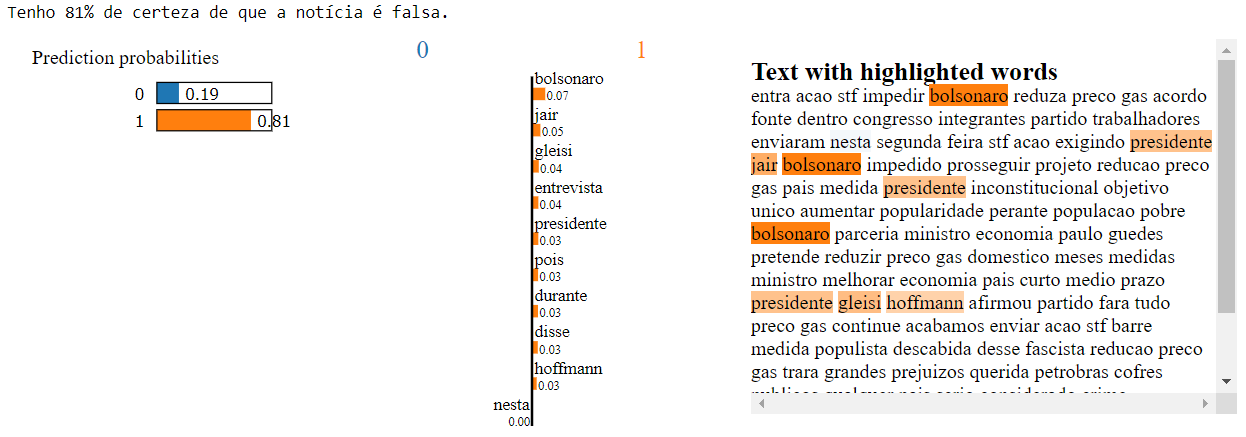 Tenho 81% de certeza de que a notícia é falsa.
Prediction probabilities
0 0.19
1 0.81
0 1
bolsonaro
0.07
jair
0.05
gleisi
0.04
entrevista
0.04
presidente
0.03
pois
0.03
durante
0.03
disse
0.03
hoffmann
0.03
nesta
0.00
Text with highlighted words
entra acao stf impedir bolsonaro reduza preco gas acordo
fonte dentro congresso integrantes partido trabalhadores
enviaram nesta segunda feira stf acao exigindo presidente
jair bolsonaro impedido prosseguir projeto reducao preco
gas pais medida presidente inconstitucional objetivo
unico aumentar popularidade perante populacao pobre
bolsonaro parceria ministro economia paulo guedes
pretende reduzir preco gas domestico meses medidas
ministro melhorar economia pais curto medio prazo
presidente gleisi hoffmann afirmou partido fara tudo
preco gas continue acabamos enviar acao stf barre
medida populista descabida desse fascista reducao preco
gas trara grandes prejuizos querida petrobras cofres